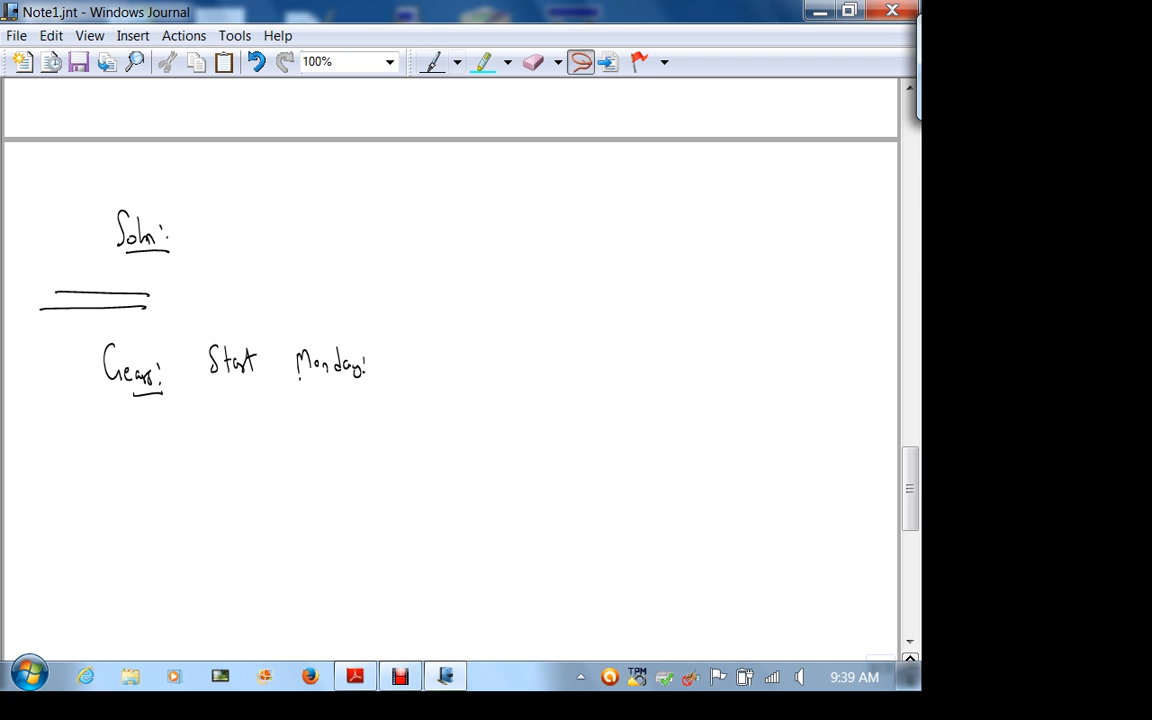 Note1.jnt - Windows Journal
File Edit View Insert Actions Tools Help
100%
Soln:
Gears: Start Monday!
TPM
9:39 AM